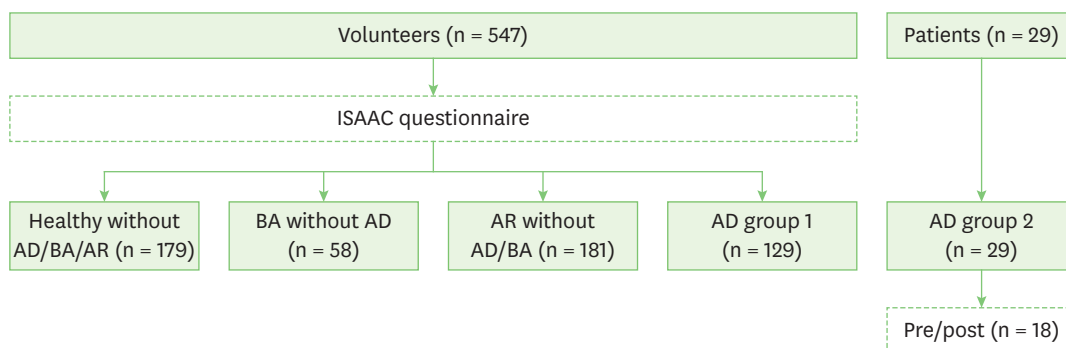 Volunteers (n = 547)
Patients (n = 29)
ISAAC questionnaire
Healthy without
AD/BA/AR (n = 179)
BA without AD
(n = 58)
AR without
AD/BA (n = 181)
AD group 1
(n = 129)
AD group 2
(n = 29)
Pre/post (n = 18)